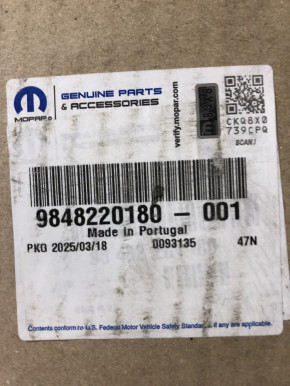 MOPAR®
GENUINE PARTS
& ACCESSORIES
verify.mopar.com
CKQ8X0
739CPQ
SCAN
9848220180 - 001
Made in Portugal
PKG 2025/03/18 0093135 47N
Contents conform to U.S. Federal Motor Vehicle Safety Standards, if any are applicable.